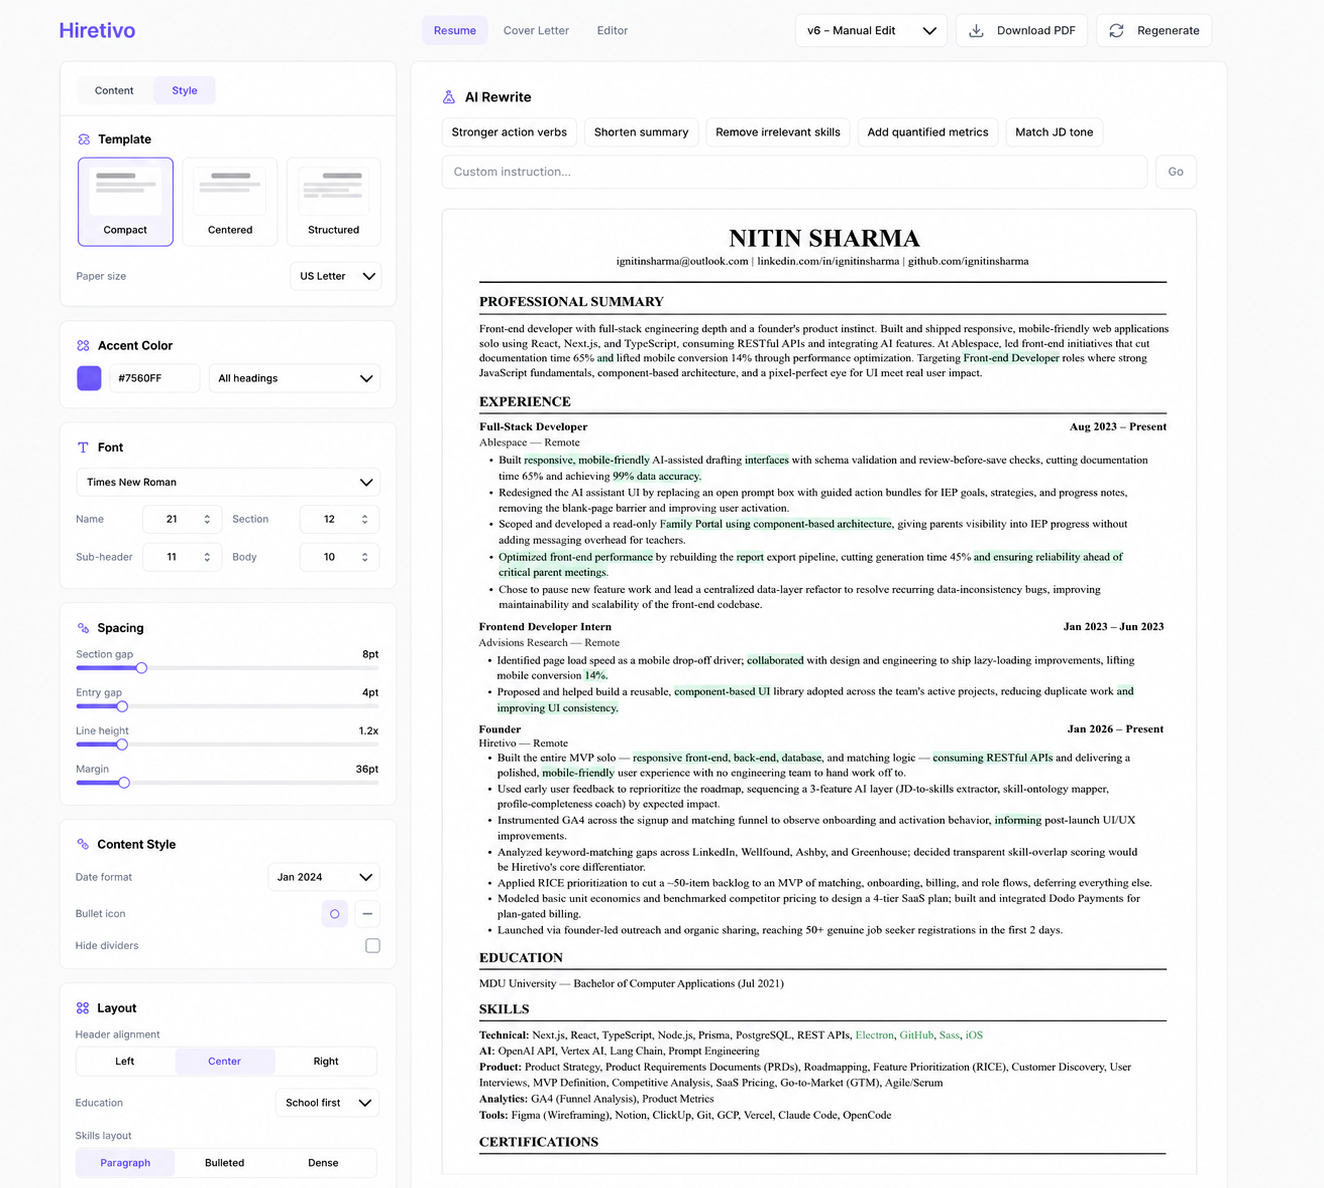 Hiretivo
Resume
Cover Letter
Editor
v6 – Manual Edit
Download PDF
Regenerate
Content
Style
Template
Compact
Centered
Structured
Paper size
US Letter
Accent Color
#7560FF
All headings
Font
Times New Roman
Name
21
Section
12
Sub-header
11
Body
10
Spacing
Section gap
8pt
Entry gap
4pt
Line height
1.2x
Margin
36pt
Content Style
Date format
Jan 2024
Bullet icon
Hide dividers
Layout
Header alignment
Left
Center
Right
Education
School first
Skills layout
Paragraph
Bulleted
Dense
AI Rewrite
Stronger action verbs
Shorten summary
Remove irrelevant skills
Add quantified metrics
Match JD tone
Custom instruction...
Go
NITIN SHARMA
ignitinsharma@outlook.com | linkedin.com/in/ignitinsharma | github.com/ignitinsharma
PROFESSIONAL SUMMARY
Front-end developer with full-stack engineering depth and a founder's product instinct. Built and shipped responsive, mobile-friendly web applications
solo using React, Next.js, and TypeScript, consuming RESTful APIs and integrating AI features. At Ablespace, led front-end initiatives that cut
documentation time 65% and lifted mobile conversion 14% through performance optimization. Targeting Front-end Developer roles where strong
JavaScript fundamentals, component-based architecture, and a pixel-perfect eye for UI meet real user impact.
EXPERIENCE
Full-Stack Developer Aug 2023 – Present
Ablespace — Remote
• Built responsive, mobile-friendly AI-assisted drafting interfaces with schema validation and review-before-save checks, cutting documentation
time 65% and achieving 99% data accuracy.
• Redesigned the AI assistant UI by replacing an open prompt box with guided action bundles for IEP goals, strategies, and progress notes,
removing the blank-page barrier and improving user activation.
• Scoped and developed a read-only Family Portal using component-based architecture, giving parents visibility into IEP progress without
adding messaging overhead for teachers.
• Optimized front-end performance by rebuilding the report export pipeline, cutting generation time 45% and ensuring reliability ahead of
critical parent meetings.
• Chose to pause new feature work and lead a centralized data-layer refactor to resolve recurring data-inconsistency bugs, improving
maintainability and scalability of the front-end codebase.
Frontend Developer Intern Jan 2023 – Jun 2023
Advisions Research — Remote
• Identified page load speed as a mobile drop-off driver; collaborated with design and engineering to ship lazy-loading improvements, lifting
mobile conversion 14%.
• Proposed and helped build a reusable, component-based UI library adopted across the team's active projects, reducing duplicate work and
improving UI consistency.
Founder Jan 2026 – Present
Hiretivo — Remote
• Built the entire MVP solo — responsive front-end, back-end, database, and matching logic — consuming RESTful APIs and delivering a
polished, mobile-friendly user experience with no engineering team to hand work off to.
• Used early user feedback to reprioritize the roadmap, sequencing a 3-feature AI layer (JD-to-skills extractor, skill-ontology mapper,
profile-completeness coach) by expected impact.
• Instrumented GA4 across the signup and matching funnel to observe onboarding and activation behavior, informing post-launch UI/UX
improvements.
• Analyzed keyword-matching gaps across LinkedIn, Wellfound, Ashby, and Greenhouse; decided transparent skill-overlap scoring would
be Hiretivo's core differentiator.
• Applied RICE prioritization to cut a ~50-item backlog to an MVP of matching, onboarding, billing, and role flows, deferring everything else.
• Modeled basic unit economics and benchmarked competitor pricing to design a 4-tier SaaS plan; built and integrated Dodo Payments for
plan-gated billing.
• Launched via founder-led outreach and organic sharing, reaching 50+ genuine job seeker registrations in the first 2 days.
EDUCATION
MDU University — Bachelor of Computer Applications (Jul 2021)
SKILLS
Technical: Next.js, React, TypeScript, Node.js, Prisma, PostgreSQL, REST APIs, Electron, GitHub, Sass, iOS
AI: OpenAI API, Vertex AI, Lang Chain, Prompt Engineering
Product: Product Strategy, Product Requirements Documents (PRDs), Roadmapping, Feature Prioritization (RICE), Customer Discovery, User
Interviews, MVP Definition, Competitive Analysis, SaaS Pricing, Go-to-Market (GTM), Agile/Scrum
Analytics: GA4 (Funnel Analysis), Product Metrics
Tools: Figma (Wireframing), Notion, ClickUp, Git, GCP, Vercel, Claude Code, OpenCode
CERTIFICATIONS